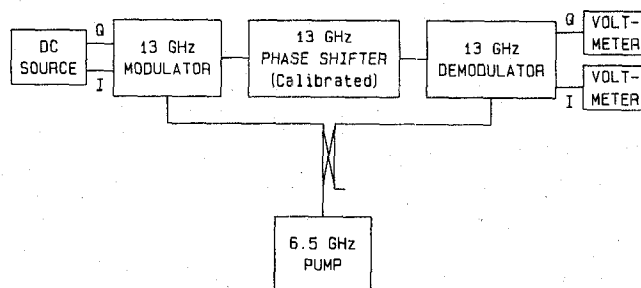 DC
SOURCE
Q
I
13 GHz
MODULATOR
13 GHz
PHASE SHIFTER
(Calibrated)
13 GHz
DEMODULATOR
Q
I
VOLT-
METER
VOLT-
METER
6.5 GHz
PUMP